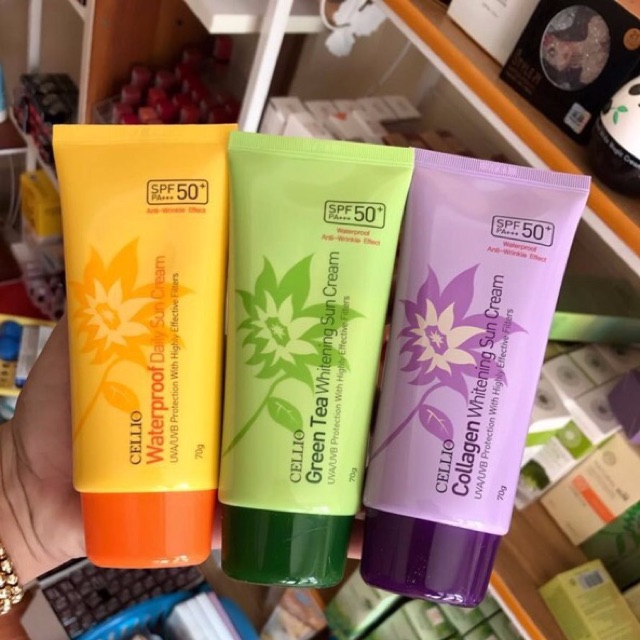 SPF 50+
PA+++
Anti-Wrinkle Effect
CELLIO
Waterproof Daily Sun Cream
UVA/UVB Protection With Highly Effective Filters
70g
SPF 50+
PA+++
Waterproof
Anti-Wrinkle Effect
CELLIO
Green Tea Whitening Sun Cream
UVA/UVB Protection With Highly Effective Filters
70g
SPF 50+
PA+++
Waterproof
Anti-Wrinkle Effect
CELLIO
Collagen Whitening Sun Cream
UVA/UVB Protection With Highly Effective Filters
70g